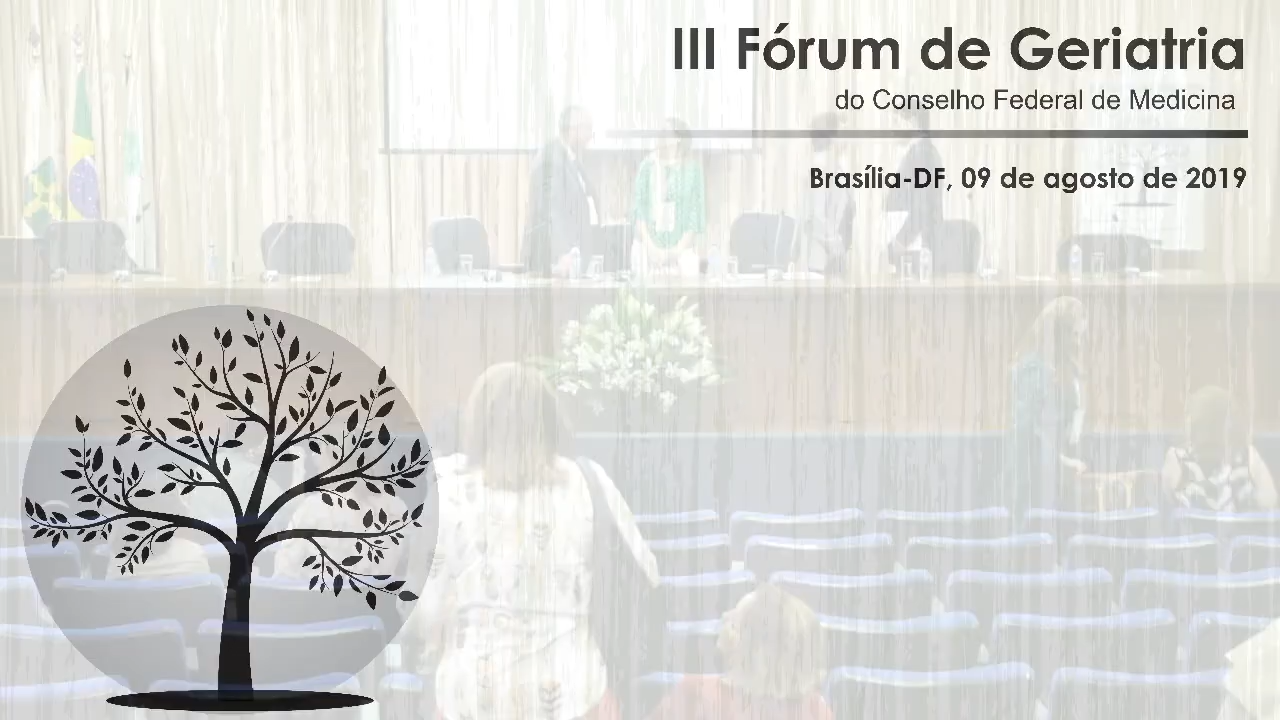 III Fórum de Geriatria
do Conselho Federal de Medicina
Brasília-DF, 09 de agosto de 2019